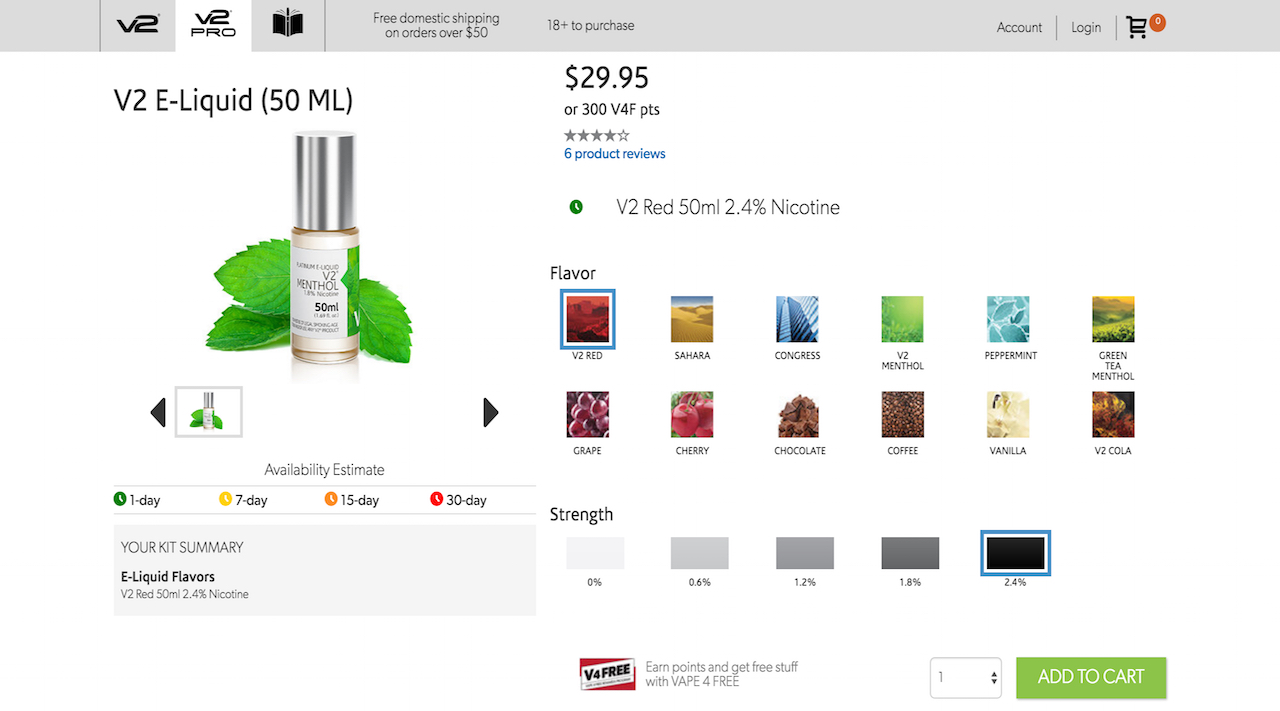 V2
V2
PRO
Free domestic shipping
on orders over $50
18+ to purchase
Account
Login
0
V2 E-Liquid (50 ML)
$29.95
or 300 V4F pts
6 product reviews
V2 Red 50ml 2.4% Nicotine
PLATINUM E-LIQUID
V2
MENTHOL
1.8% Nicotine
50ml
(1.69 fl. oz.)
Flavor
V2 RED
SAHARA
CONGRESS
V2
MENTHOL
PEPPERMINT
GREEN
TEA
MENTHOL
GRAPE
CHERRY
CHOCOLATE
COFFEE
VANILLA
V2 COLA
Availability Estimate
1-day
7-day
15-day
30-day
YOUR KIT SUMMARY
E-Liquid Flavors
V2 Red 50ml 2.4% Nicotine
Strength
0%
0.6%
1.2%
1.8%
2.4%
V4FREE
Earn points and get free stuff
with VAPE 4 FREE
1
ADD TO CART